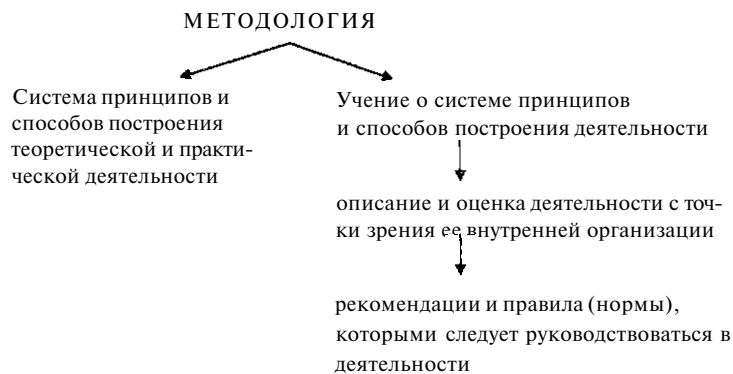 МЕТОДОЛОГИЯ
Система принципов и
способов построения
теоретической и практи-
ческой деятельности
Учение о системе принципов
и способов построения деятельности
описание и оценка деятельности с точ-
ки зрения ее внутренней организации
рекомендации и правила (нормы),
которыми следует руководствоваться в
деятельности